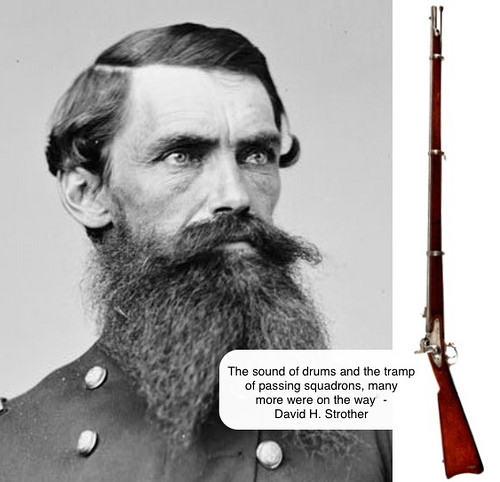 The sound of drums and the tramp
of passing squadrons, many
more were on the way -
David H. Strother